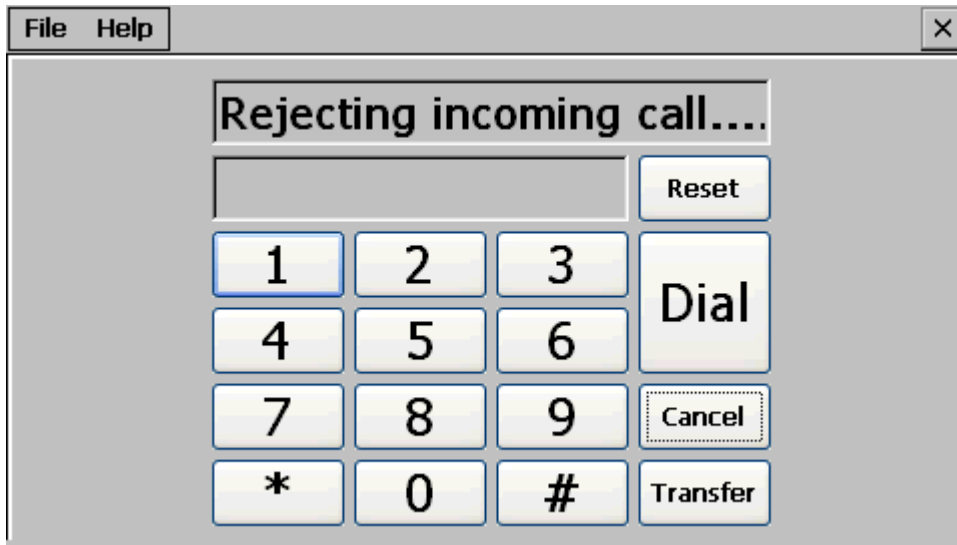 File Help ×
Rejecting incoming call....
Reset
1 2 3
Dial
4 5 6
7 8 9 Cancel
* 0 # Transfer